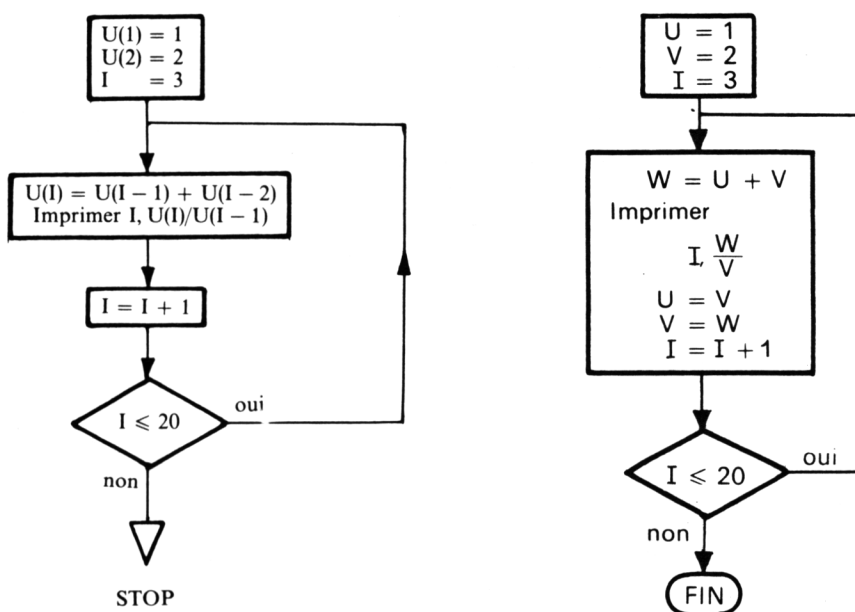 U(1) = 1
U(2) = 2
I = 3
U(I) = U(I − 1) + U(I − 2)
Imprimer I, U(I)/U(I − 1)
I = I + 1
I ⩽ 20
oui
non
STOP
U = 1
V = 2
I = 3
W = U + V
Imprimer
I, W/V
U = V
V = W
I = I + 1
I ⩽ 20
oui
non
FIN